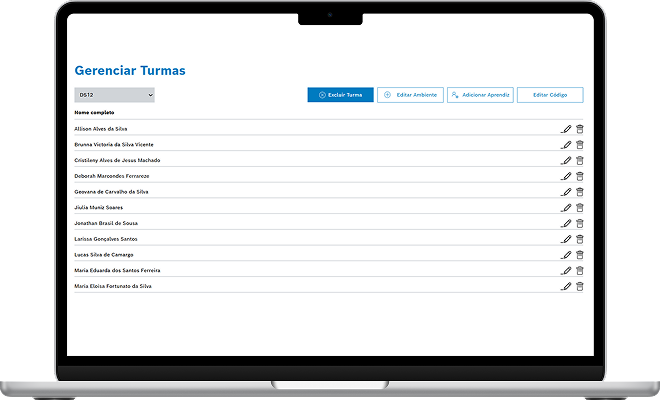 Gerenciar Turmas
DS12
Excluir Turma
Editar Ambiente
Adicionar Aprendiz
Editar Código
Nome completo
Allison Alves da Silva
Brunna Victoria da Silva Vicente
Cristileny Alves de Jesus Machado
Deborah Marcondes Ferrareze
Geovana de Carvalho da Silva
Jiulia Muniz Soares
Jonathan Brasil de Sousa
Larissa Gonçalves Santos
Lucas Silva de Camargo
Maria Eduarda dos Santos Ferreira
Maria Eloisa Fortunato da Silva